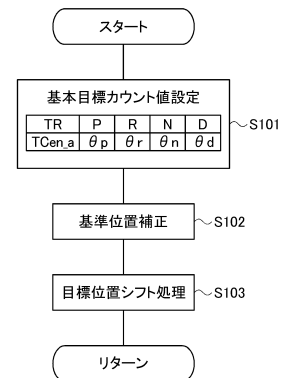 スタート
基本目標カウント値設定
TR P R N D
TCen_a θp θr θn θd
S101
基準位置補正
S102
目標位置シフト処理
S103
リターン